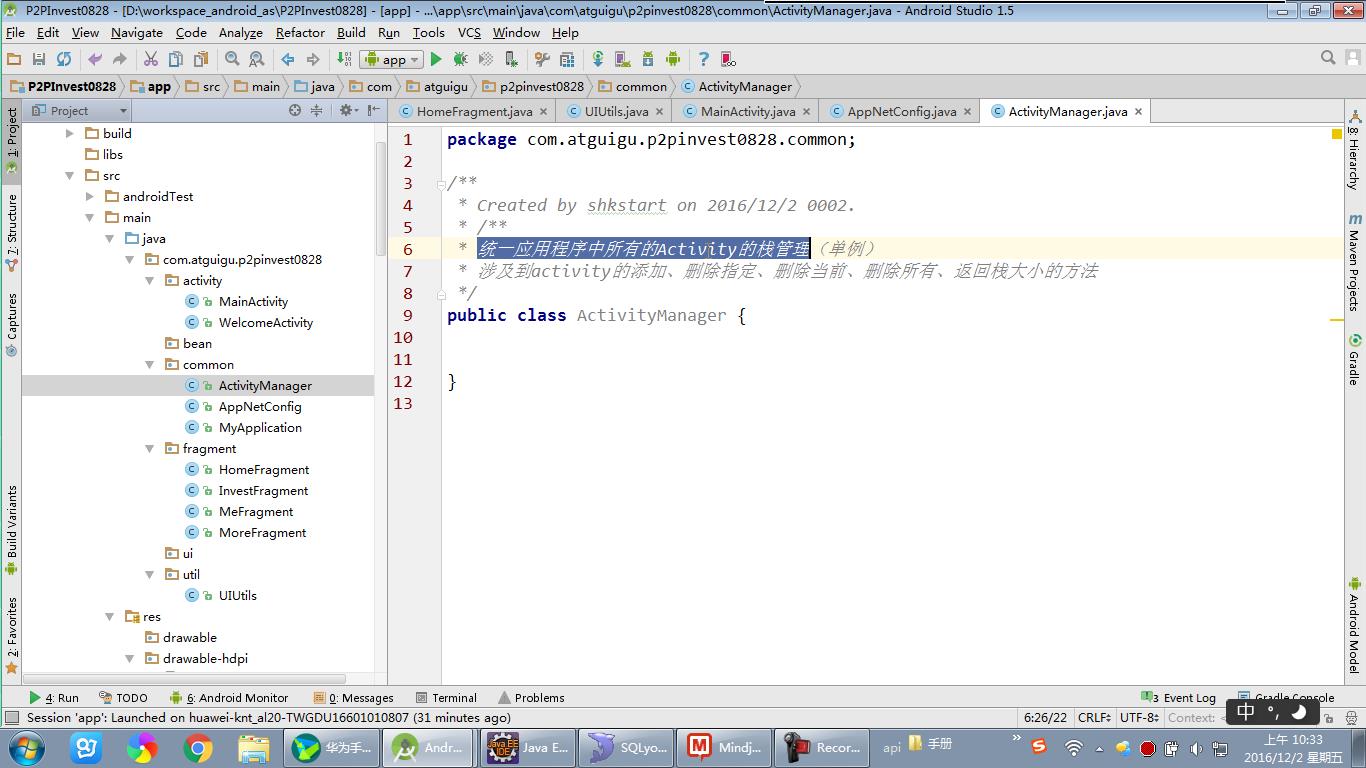 P2PInvest0828 - [D:\workspace_android_as\P2PInvest0828] - [app] - ...\app\src\main\java\com\atguigu\p2pinvest0828\common\ActivityManager.java - Android Studio 1.5
File Edit View Navigate Code Analyze Refactor Build Run Tools VCS Window Help
app
P2PInvest0828 app src main java com atguigu p2pinvest0828 common ActivityManager
Project
HomeFragment.java UIUtils.java MainActivity.java AppNetConfig.java ActivityManager.java
1: Project
7: Structure
Captures
Build Variants
2: Favorites
build
libs
src
androidTest
main
java
com.atguigu.p2pinvest0828
activity
MainActivity
WelcomeActivity
bean
common
ActivityManager
AppNetConfig
MyApplication
fragment
HomeFragment
InvestFragment
MeFragment
MoreFragment
ui
util
UIUtils
res
drawable
drawable-hdpi
1 package com.atguigu.p2pinvest0828.common;
2
3 /**
4 * Created by shkstart on 2016/12/2 0002.
5 * /**
6 * 统一应用程序中所有的Activity的栈管理（单例）
7 * 涉及到activity的添加、删除指定、删除当前、删除所有、返回栈大小的方法
8 */
9 public class ActivityManager {
10
11
12 }
13
8: Hierarchy
Maven Projects
Gradle
Android Model
4: Run TODO 6: Android Monitor 0: Messages Terminal Problems 3 Event Log Gradle Console
Session 'app': Launched on huawei-knt_al20-TWGDU16601010807 (31 minutes ago) 6:26/22 CRLF UTF-8 Context:
中 °,
华为手... Andr... Java E... SQLyo... Mindj... Recor... api 手册 上午 10:33
2016/12/2 星期五